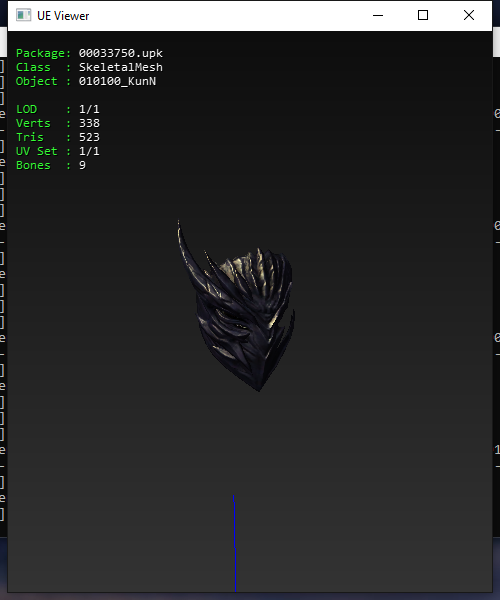 UE Viewer
Package: 00033750.upk
Class : SkeletalMesh
Object : 010100_KunN
LOD : 1/1
Verts : 338
Tris : 523
UV Set : 1/1
Bones : 9